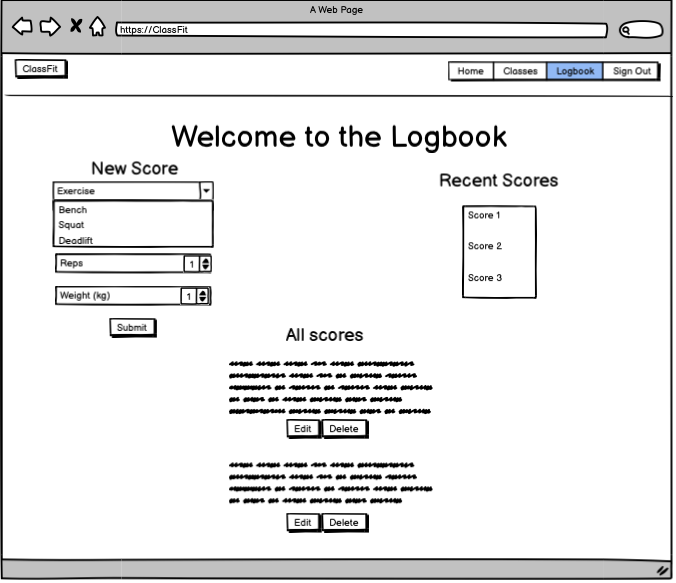 A Web Page
https://ClassFit
ClassFit
Home
Classes
Logbook
Sign Out
Welcome to the Logbook
New Score
Exercise
Bench
Squat
Deadlift
Reps
1
Weight (kg)
1
Submit
Recent Scores
Score 1
Score 2
Score 3
All scores
Edit
Delete
Edit
Delete